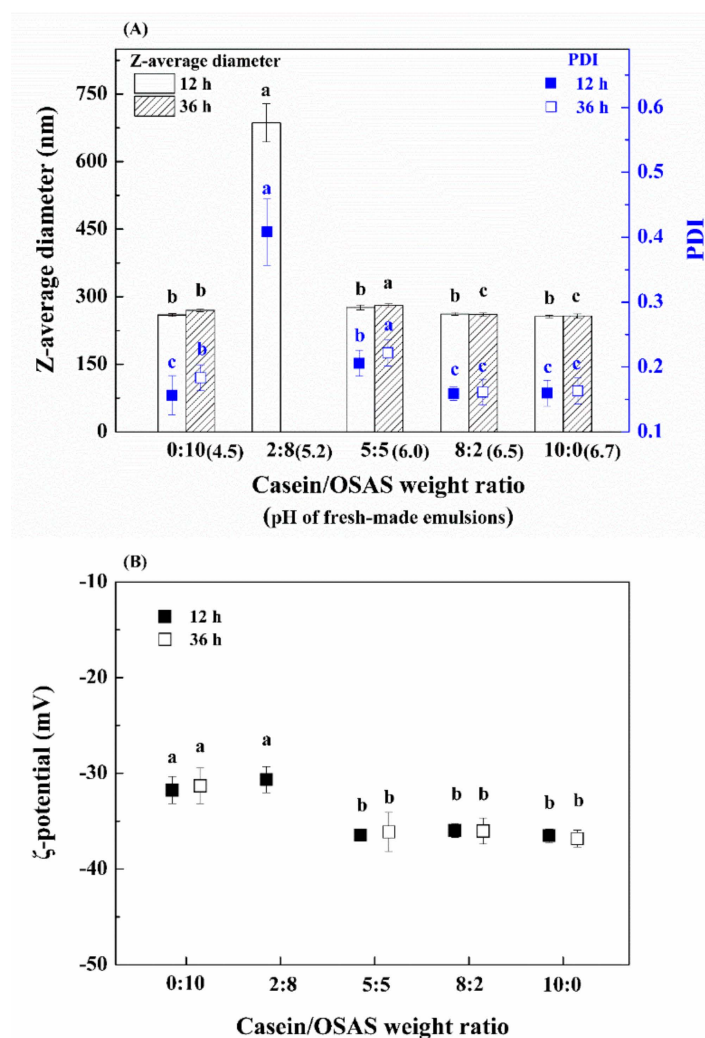 (A)
Z-average diameter
12 h
36 h
PDI
12 h
36 h
Z-average diameter (nm)
750
600
450
300
150
0
PDI
0.6
0.5
0.4
0.3
0.2
0.1
a
a
b b
b a
b c
b c
c b
b a
c c
c c
0:10(4.5) 2:8(5.2) 5:5(6.0) 8:2(6.5) 10:0(6.7)
Casein/OSAS weight ratio
(pH of fresh-made emulsions)
(B)
12 h
36 h
ζ-potential (mV)
-10
-20
-30
-40
-50
a a a
b b b b b b
0:10 2:8 5:5 8:2 10:0
Casein/OSAS weight ratio